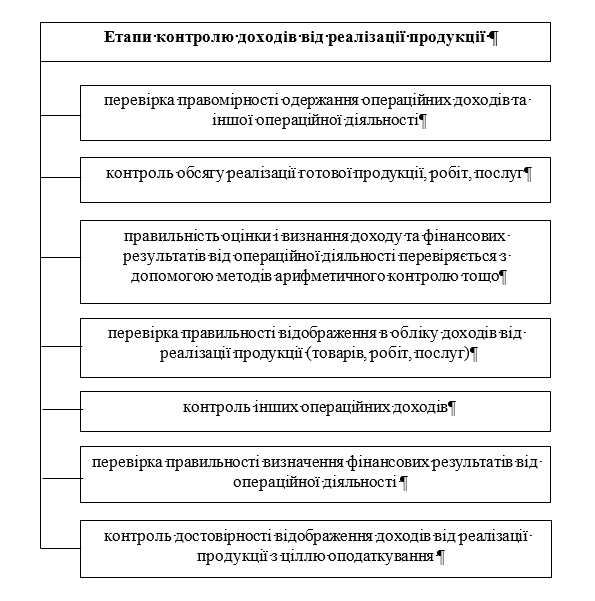 Етапи контролю доходів від реалізації продукції ¶
перевірка правомірності одержання операційних доходів та
іншої операційної діяльності¶
контроль обсягу реалізації готової продукції, робіт, послуг¶
правильність оцінки і визнання доходу та фінансових
результатів від операційної діяльності перевіряється з
допомогою методів арифметичного контролю тощо¶
перевірка правильності відображення в обліку доходів від
реалізації продукції (товарів, робіт, послуг)¶
контроль інших операційних доходів¶
перевірка правильності визначення фінансових результатів від
операційної діяльності ¶
контроль достовірності відображення доходів від реалізації
продукції з ціллю оподаткування ¶